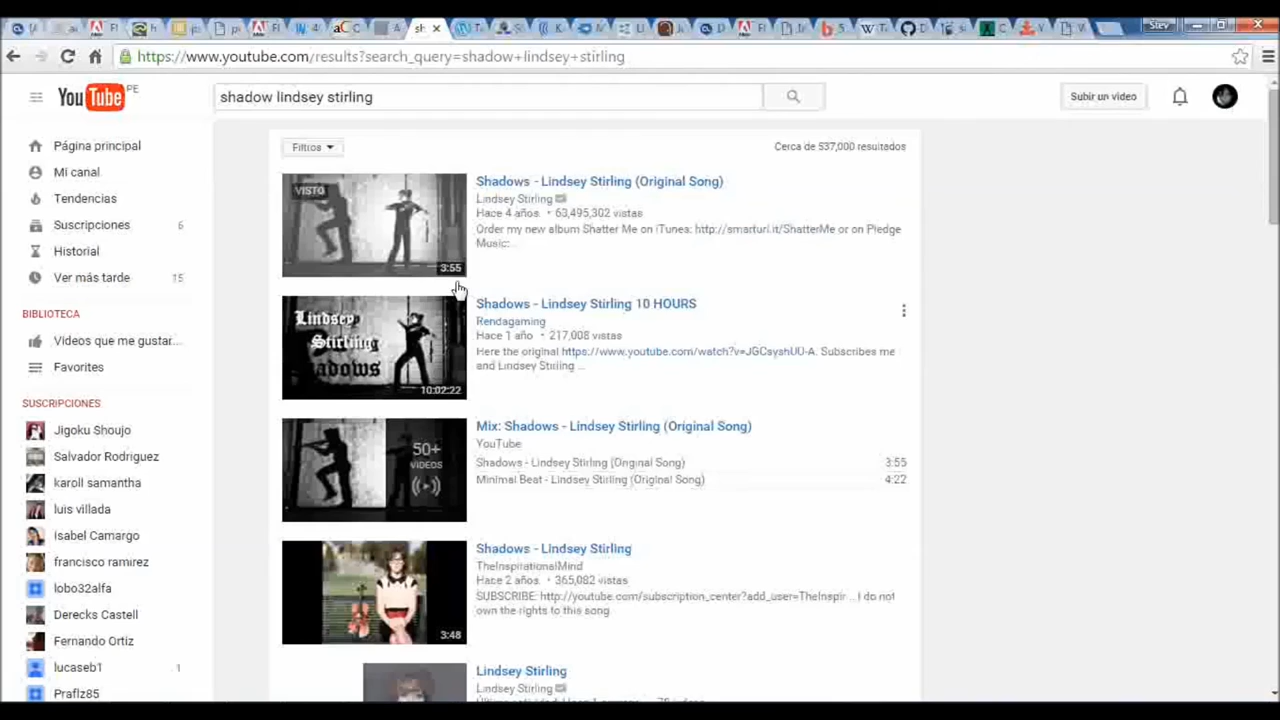 Stev
https://www.youtube.com/results?search_query=shadow+lindsey+stirling
YouTube PE
shadow lindsey stirling
Subir un video
Página principal
Mi canal
Tendencias
Suscripciones 6
Historial
Ver más tarde 15
BIBLIOTECA
Videos que me gustar...
Favorites
SUSCRIPCIONES
Jigoku Shoujo
Salvador Rodriguez
karoll samantha
luis villada
isabel Camargo
francisco ramirez
lobo32alfa
Derecks Castell
Fernando Ortiz
lucaseb1 1
Praflz85
Filtros
Cerca de 537,000 resultados
VISTO
3:55
Shadows - Lindsey Stirling (Original Song)
Lindsey Stirling
Hace 4 años • 63,495,302 vistas
Order my new album Shatter Me on iTunes: http://smarturl.it/ShatterMe or on Pledge
Music:...
Lindsey
Stirling
Shadows
10:02:22
Shadows - Lindsey Stirling 10 HOURS
Rendagaming
Hace 1 año • 217,008 vistas
Here the original https://www.youtube.com/watch?v=JGCsyshUU-A. Subscribes me
and Lindsey Stirling ...
50+
VIDEOS
Mix: Shadows - Lindsey Stirling (Original Song)
YouTube
Shadows - Lindsey Stirling (Original Song) 3:55
Minimal Beat - Lindsey Stirling (Original Song) 4:22
3:48
Shadows - Lindsey Stirling
TheInspirationalMind
Hace 2 años • 365,082 vistas
SUBSCRIBE: http://youtube.com/subscription_center?add_user=TheInspir ... I do not
own the rights to this song.
Lindsey Stirling
Lindsey Stirling